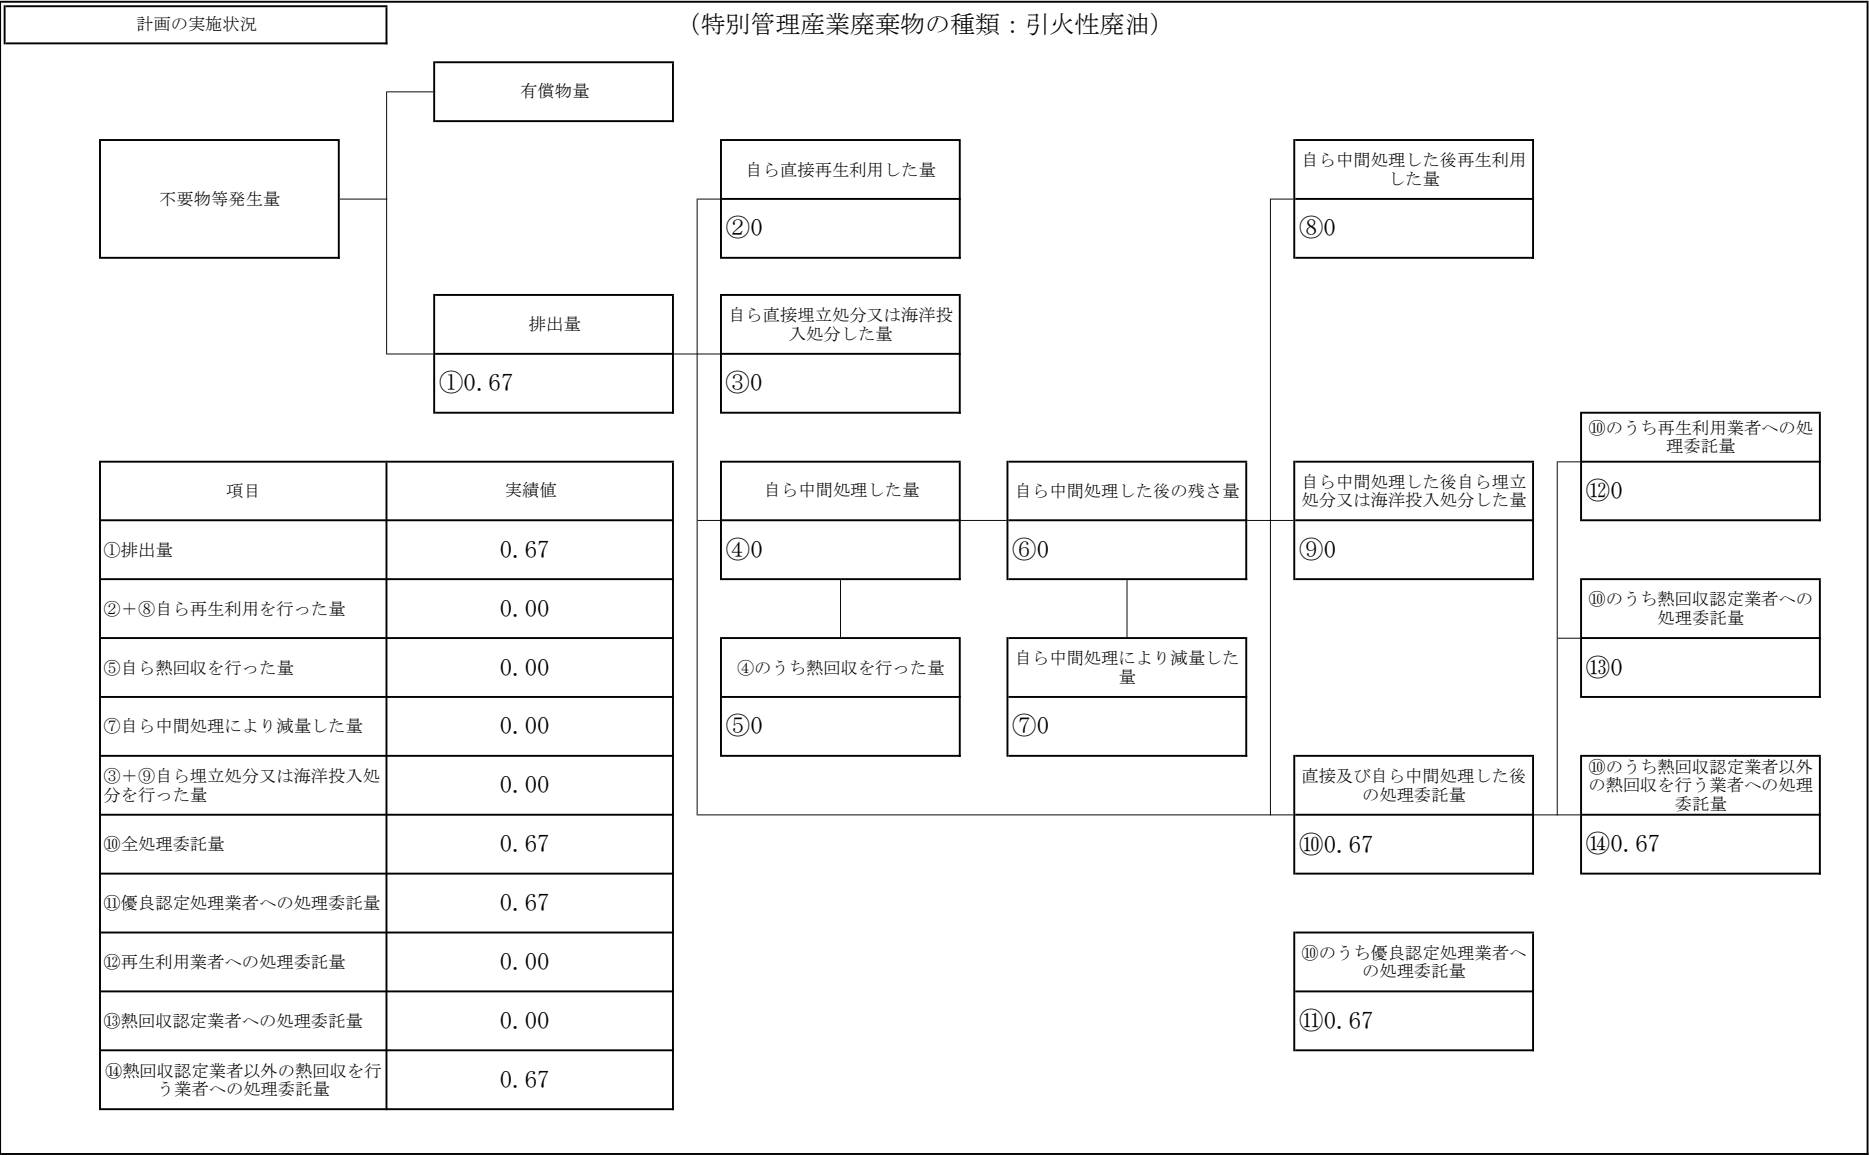 計画の実施状況
（特別管理産業廃棄物の種類：引火性廃油）
有償物量
不要物等発生量
自ら直接再生利用した量
②0
自ら中間処理した後再生利用
した量
⑧0
排出量
①0.67
自ら直接埋立処分又は海洋投
入処分した量
③0
項目
実績値
①排出量
0.67
②＋⑧自ら再生利用を行った量
0.00
⑤自ら熱回収を行った量
0.00
⑦自ら中間処理により減量した量
0.00
③＋⑨自ら埋立処分又は海洋投入処
分を行った量
0.00
⑩全処理委託量
0.67
⑪優良認定処理業者への処理委託量
0.67
⑫再生利用業者への処理委託量
0.00
⑬熱回収認定業者への処理委託量
0.00
⑭熱回収認定業者以外の熱回収を行
う業者への処理委託量
0.67
自ら中間処理した量
④0
自ら中間処理した後の残さ量
⑥0
自ら中間処理した後自ら埋立
処分又は海洋投入処分した量
⑨0
④のうち熱回収を行った量
⑤0
自ら中間処理により減量した
量
⑦0
直接及び自ら中間処理した後
の処理委託量
⑩0.67
⑩のうち優良認定処理業者へ
の処理委託量
⑪0.67
⑩のうち再生利用業者への処
理委託量
⑫0
⑩のうち熱回収認定業者への
処理委託量
⑬0
⑩のうち熱回収認定業者以外
の熱回収を行う業者への処理
委託量
⑭0.67